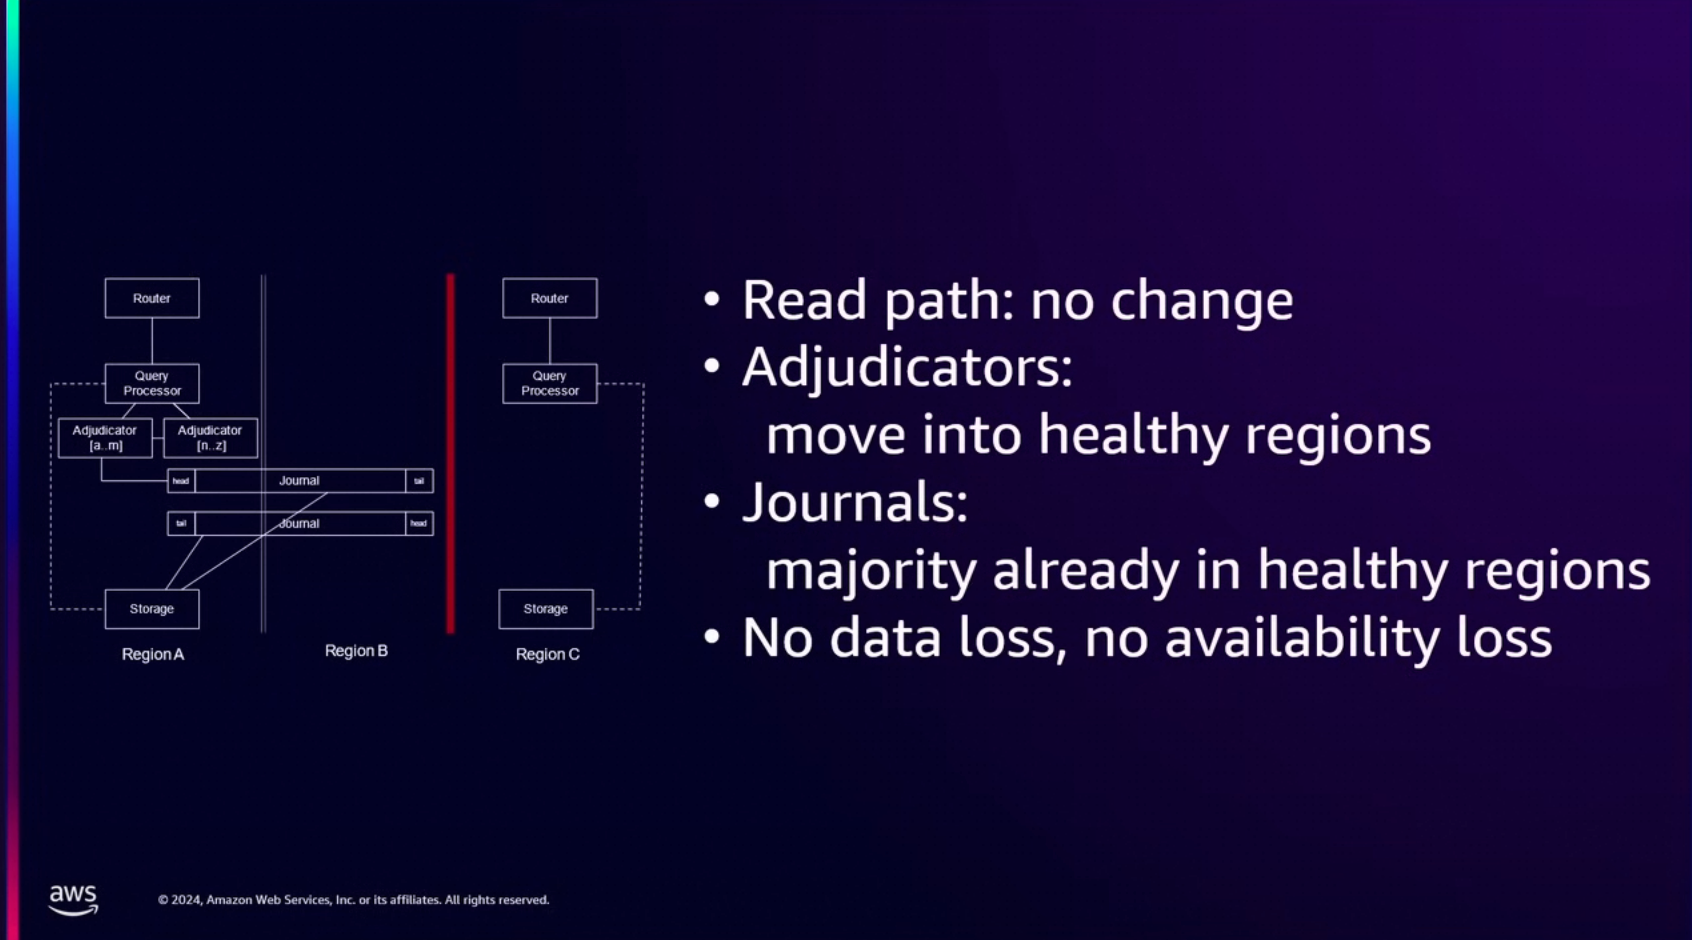 Router
Query
Processor
Adjudicator
[a..m]
Adjudicator
[n..z]
head
Journal
tail
tail
Journal
head
Storage
Region A
Region B
Router
Query
Processor
Storage
Region C
• Read path: no change
• Adjudicators:
move into healthy regions
• Journals:
majority already in healthy regions
• No data loss, no availability loss
aws
© 2024, Amazon Web Services, Inc. or its affiliates. All rights reserved.